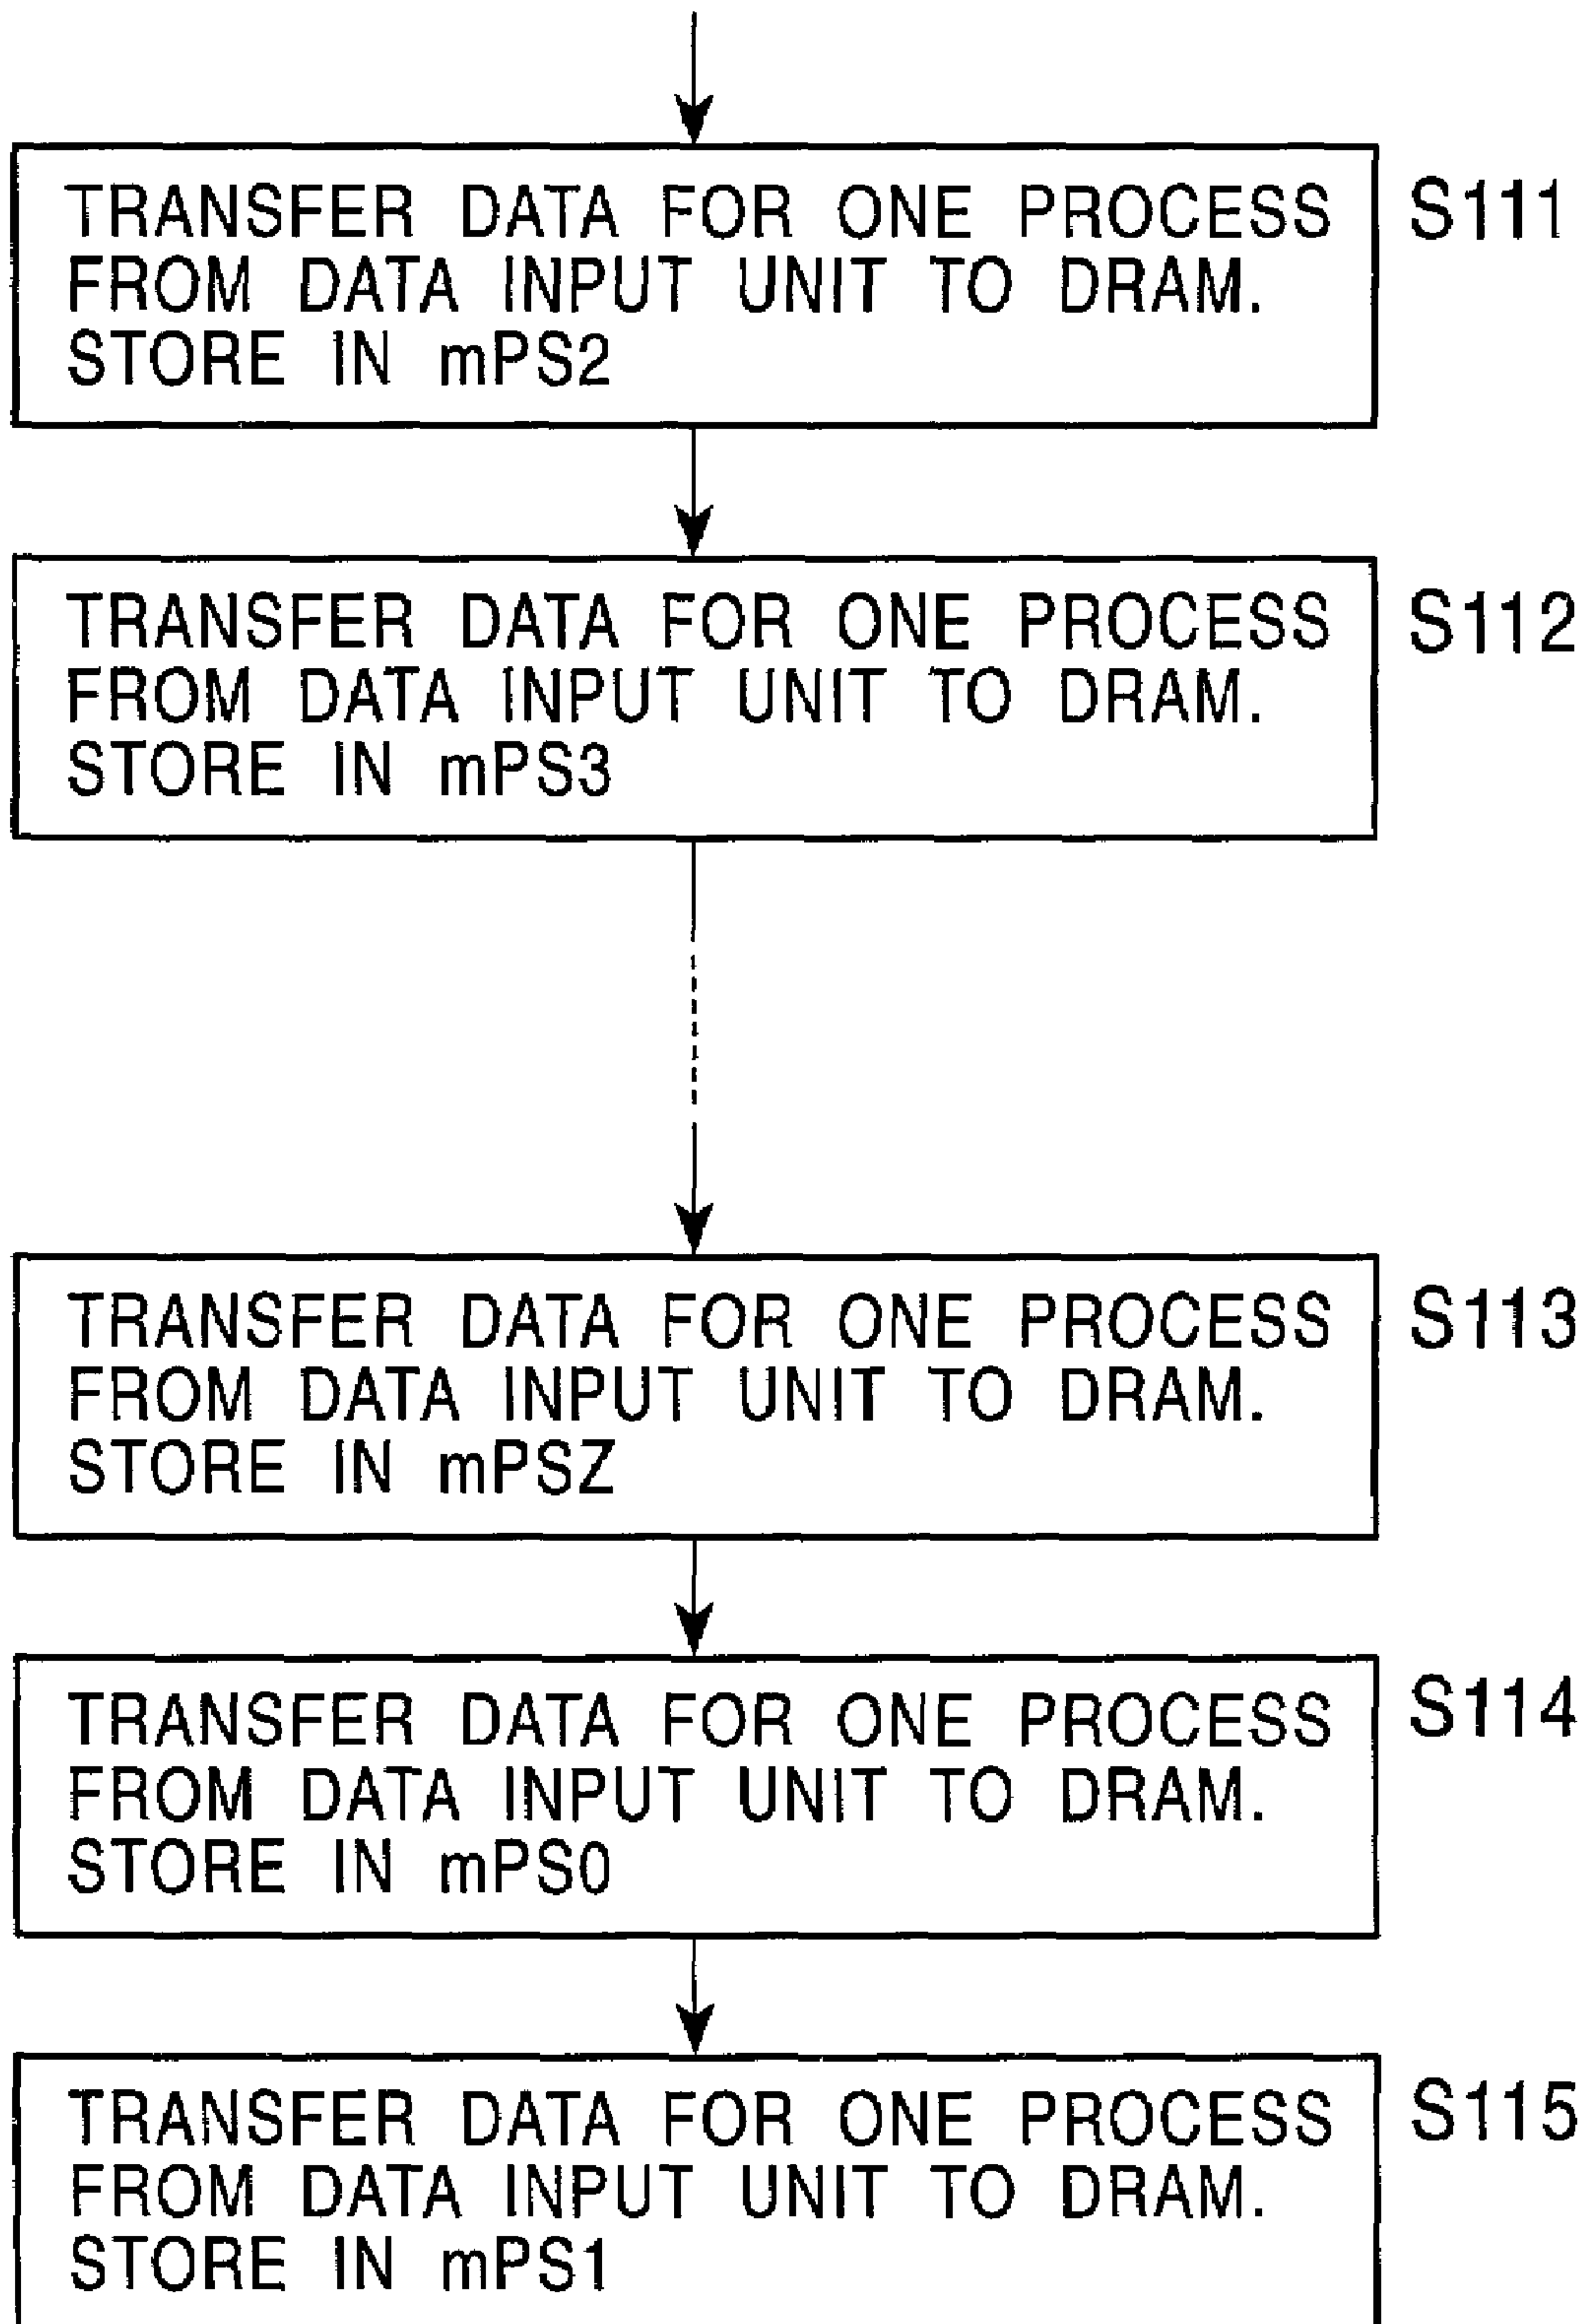 TRANSFER DATA FOR ONE PROCESS
FROM DATA INPUT UNIT TO DRAM.
STORE IN mPS2
S111
TRANSFER DATA FOR ONE PROCESS
FROM DATA INPUT UNIT TO DRAM.
STORE IN mPS3
S112
TRANSFER DATA FOR ONE PROCESS
FROM DATA INPUT UNIT TO DRAM.
STORE IN mPSZ
S113
TRANSFER DATA FOR ONE PROCESS
FROM DATA INPUT UNIT TO DRAM.
STORE IN mPS0
S114
TRANSFER DATA FOR ONE PROCESS
FROM DATA INPUT UNIT TO DRAM.
STORE IN mPS1
S115